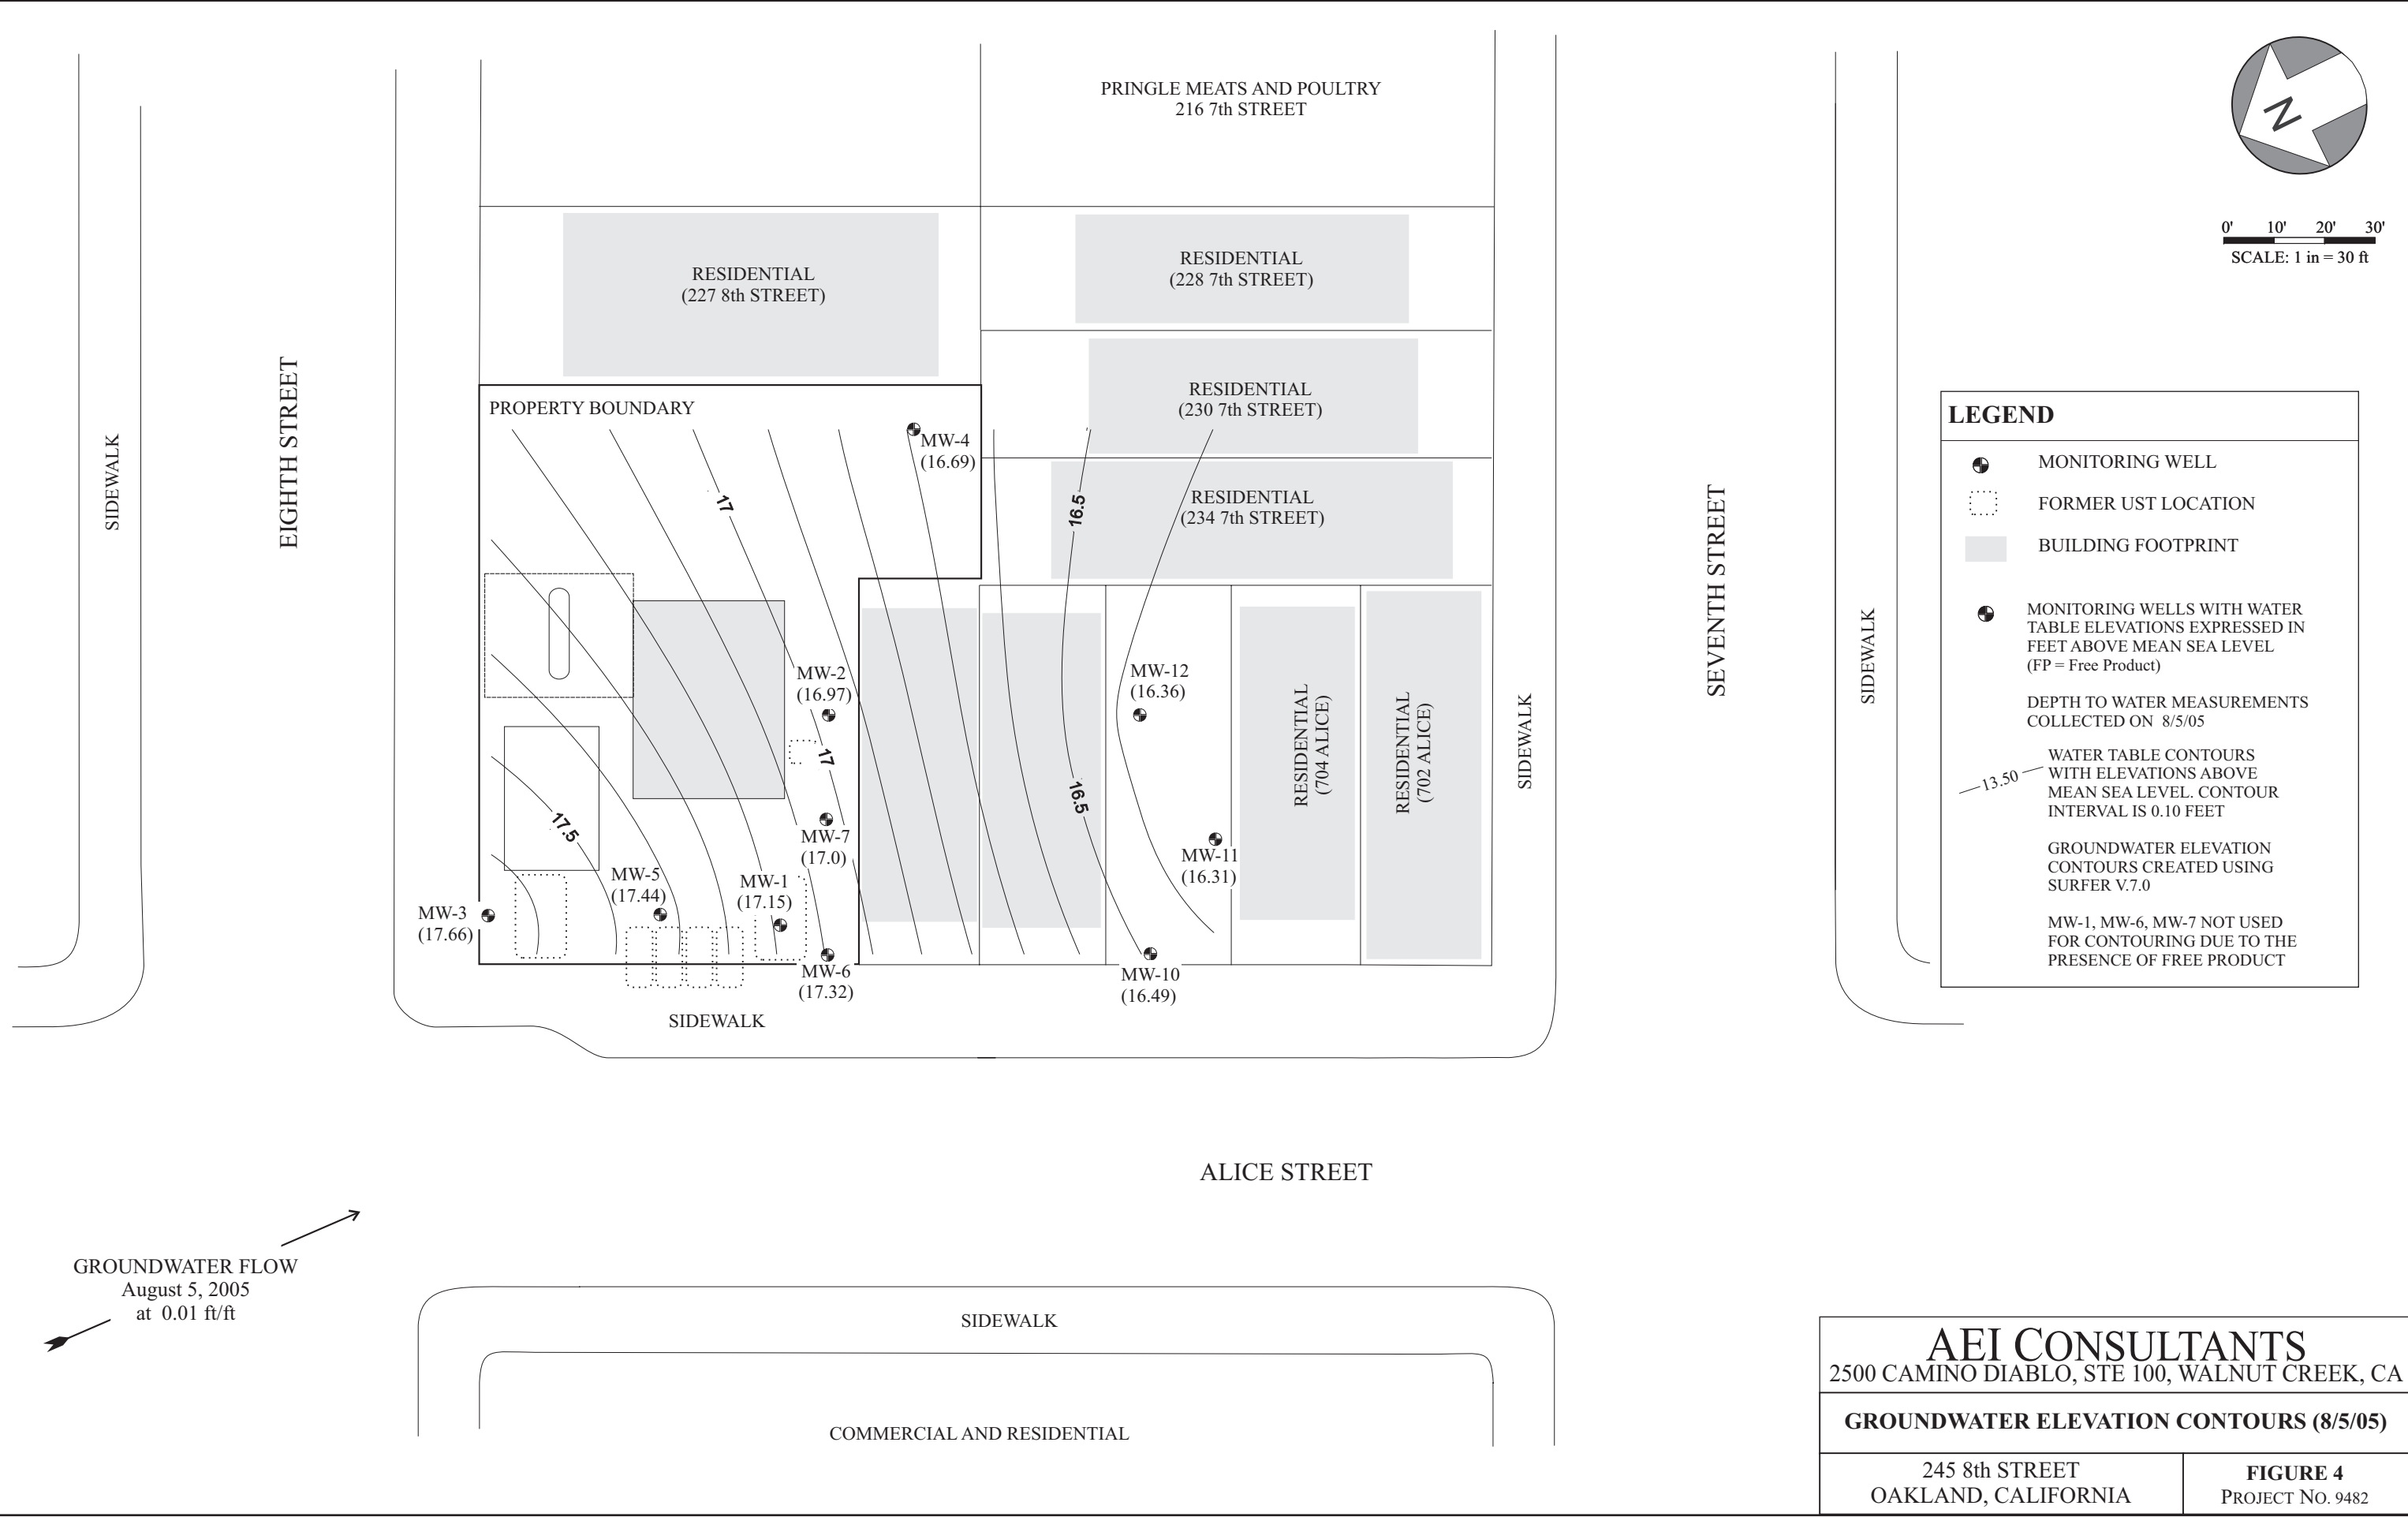 PRINGLE MEATS AND POULTRY
216 7th STREET
N
0' 10' 20' 30'
SCALE: 1 in = 30 ft
RESIDENTIAL
(227 8th STREET)
RESIDENTIAL
(228 7th STREET)
RESIDENTIAL
(230 7th STREET)
RESIDENTIAL
(234 7th STREET)
SIDEWALK
EIGHTH STREET
PROPERTY BOUNDARY
MW-4
(16.69)
17
16.5
SEVENTH STREET
SIDEWALK
SIDEWALK
MW-2
(16.97)
MW-12
(16.36)
RESIDENTIAL
(704 ALICE)
RESIDENTIAL
(702 ALICE)
17
16.5
17.5
MW-7
(17.0)
MW-11
(16.31)
MW-5
(17.44)
MW-1
(17.15)
MW-3
(17.66)
MW-6
(17.32)
MW-10
(16.49)
SIDEWALK
LEGEND
MONITORING WELL
FORMER UST LOCATION
BUILDING FOOTPRINT
MONITORING WELLS WITH WATER
TABLE ELEVATIONS EXPRESSED IN
FEET ABOVE MEAN SEA LEVEL
(FP = Free Product)
DEPTH TO WATER MEASUREMENTS
COLLECTED ON 8/5/05
13.50
WATER TABLE CONTOURS
WITH ELEVATIONS ABOVE
MEAN SEA LEVEL. CONTOUR
INTERVAL IS 0.10 FEET
GROUNDWATER ELEVATION
CONTOURS CREATED USING
SURFER V.7.0
MW-1, MW-6, MW-7 NOT USED
FOR CONTOURING DUE TO THE
PRESENCE OF FREE PRODUCT
ALICE STREET
GROUNDWATER FLOW
August 5, 2005
at 0.01 ft/ft
SIDEWALK
COMMERCIAL AND RESIDENTIAL
AEI CONSULTANTS
2500 CAMINO DIABLO, STE 100, WALNUT CREEK, CA
GROUNDWATER ELEVATION CONTOURS (8/5/05)
245 8th STREET
OAKLAND, CALIFORNIA
FIGURE 4
PROJECT NO. 9482